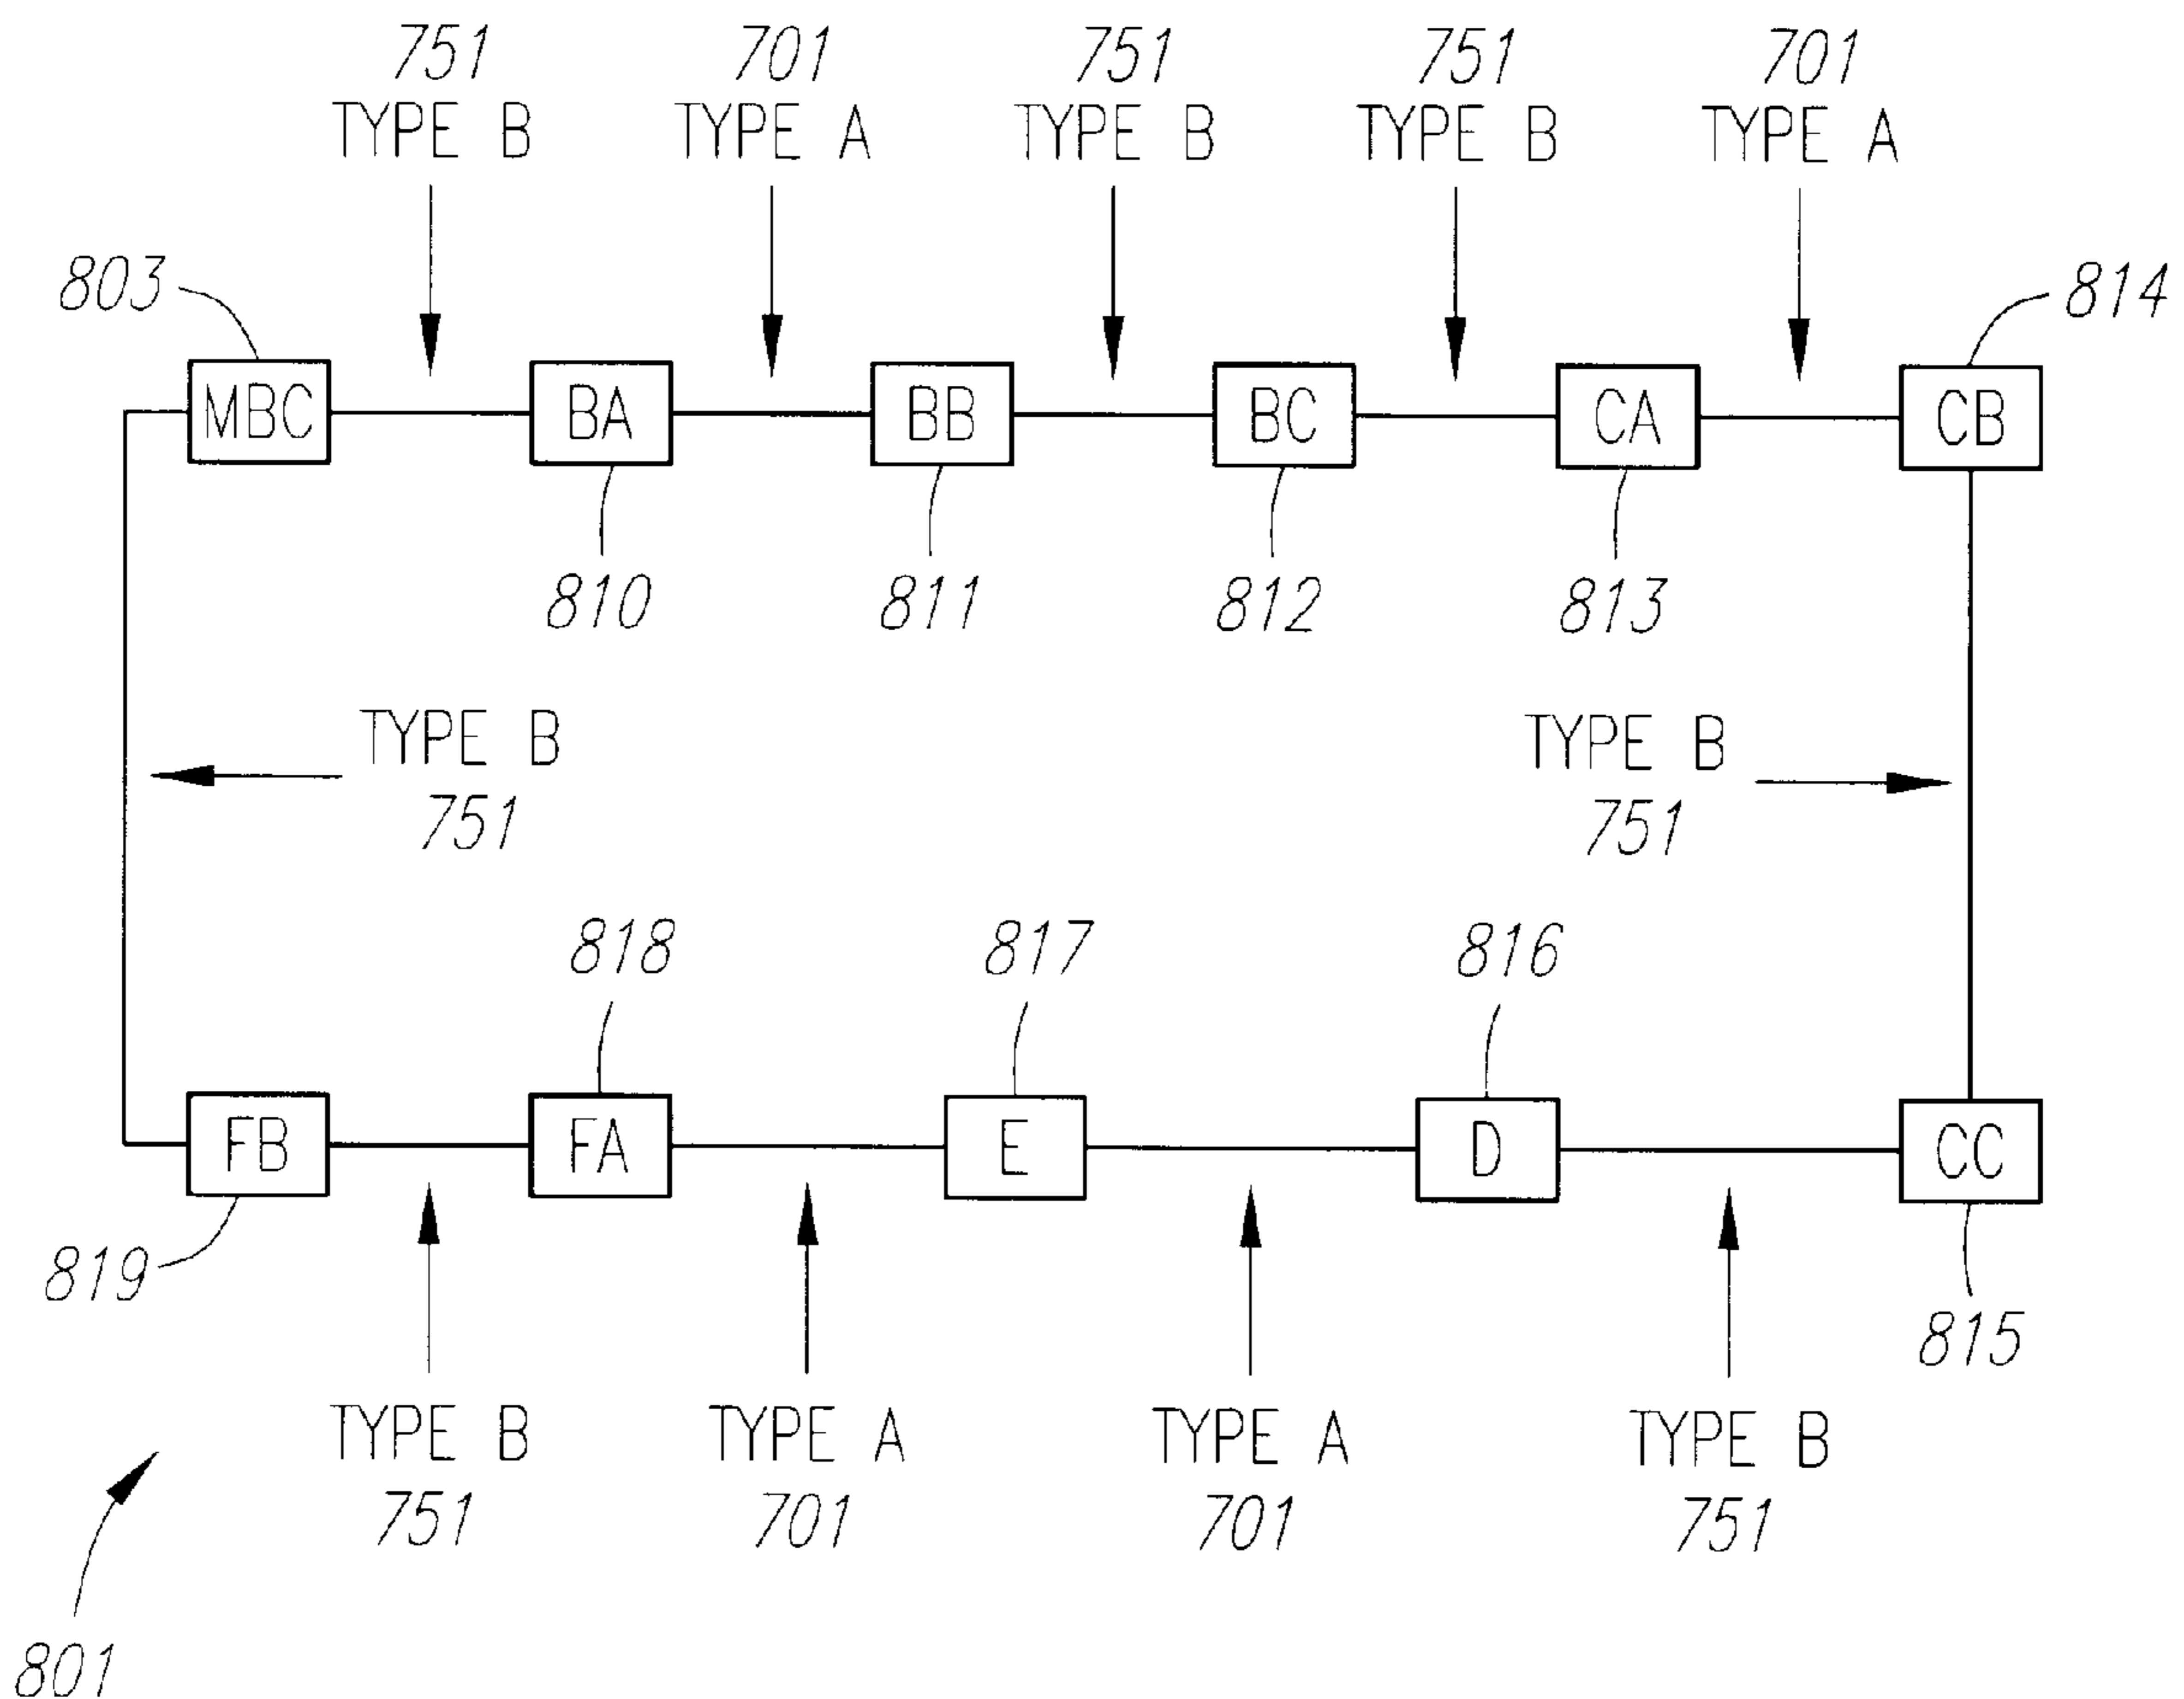 751
TYPE B
701
TYPE A
751
TYPE B
751
TYPE B
701
TYPE A
803
814
MBC
BA
BB
BC
CA
CB
810
811
812
813
TYPE B
751
TYPE B
751
818
817
816
FB
FA
E
D
CC
819
815
TYPE B
751
TYPE A
701
TYPE A
701
TYPE B
751
801